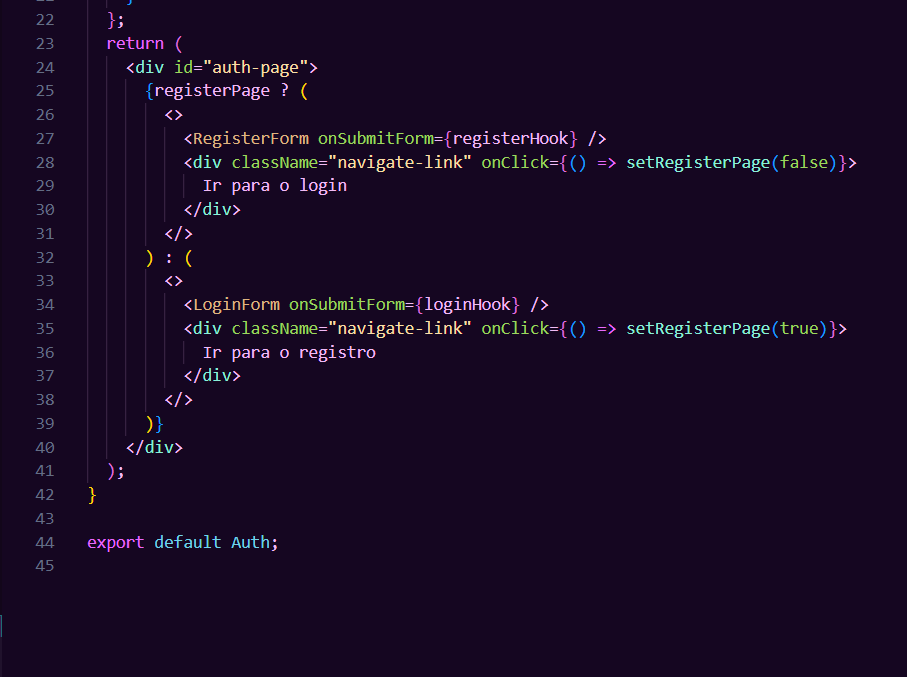 22 };
23 return (
24 <div id="auth-page">
25 {registerPage ? (
26 <>
27 <RegisterForm onSubmitForm={registerHook} />
28 <div className="navigate-link" onClick={() => setRegisterPage(false)}>
29 Ir para o login
30 </div>
31 </>
32 ) : (
33 <>
34 <LoginForm onSubmitForm={loginHook} />
35 <div className="navigate-link" onClick={() => setRegisterPage(true)}>
36 Ir para o registro
37 </div>
38 </>
39 )}
40 </div>
41 );
42 }
43
44 export default Auth;
45